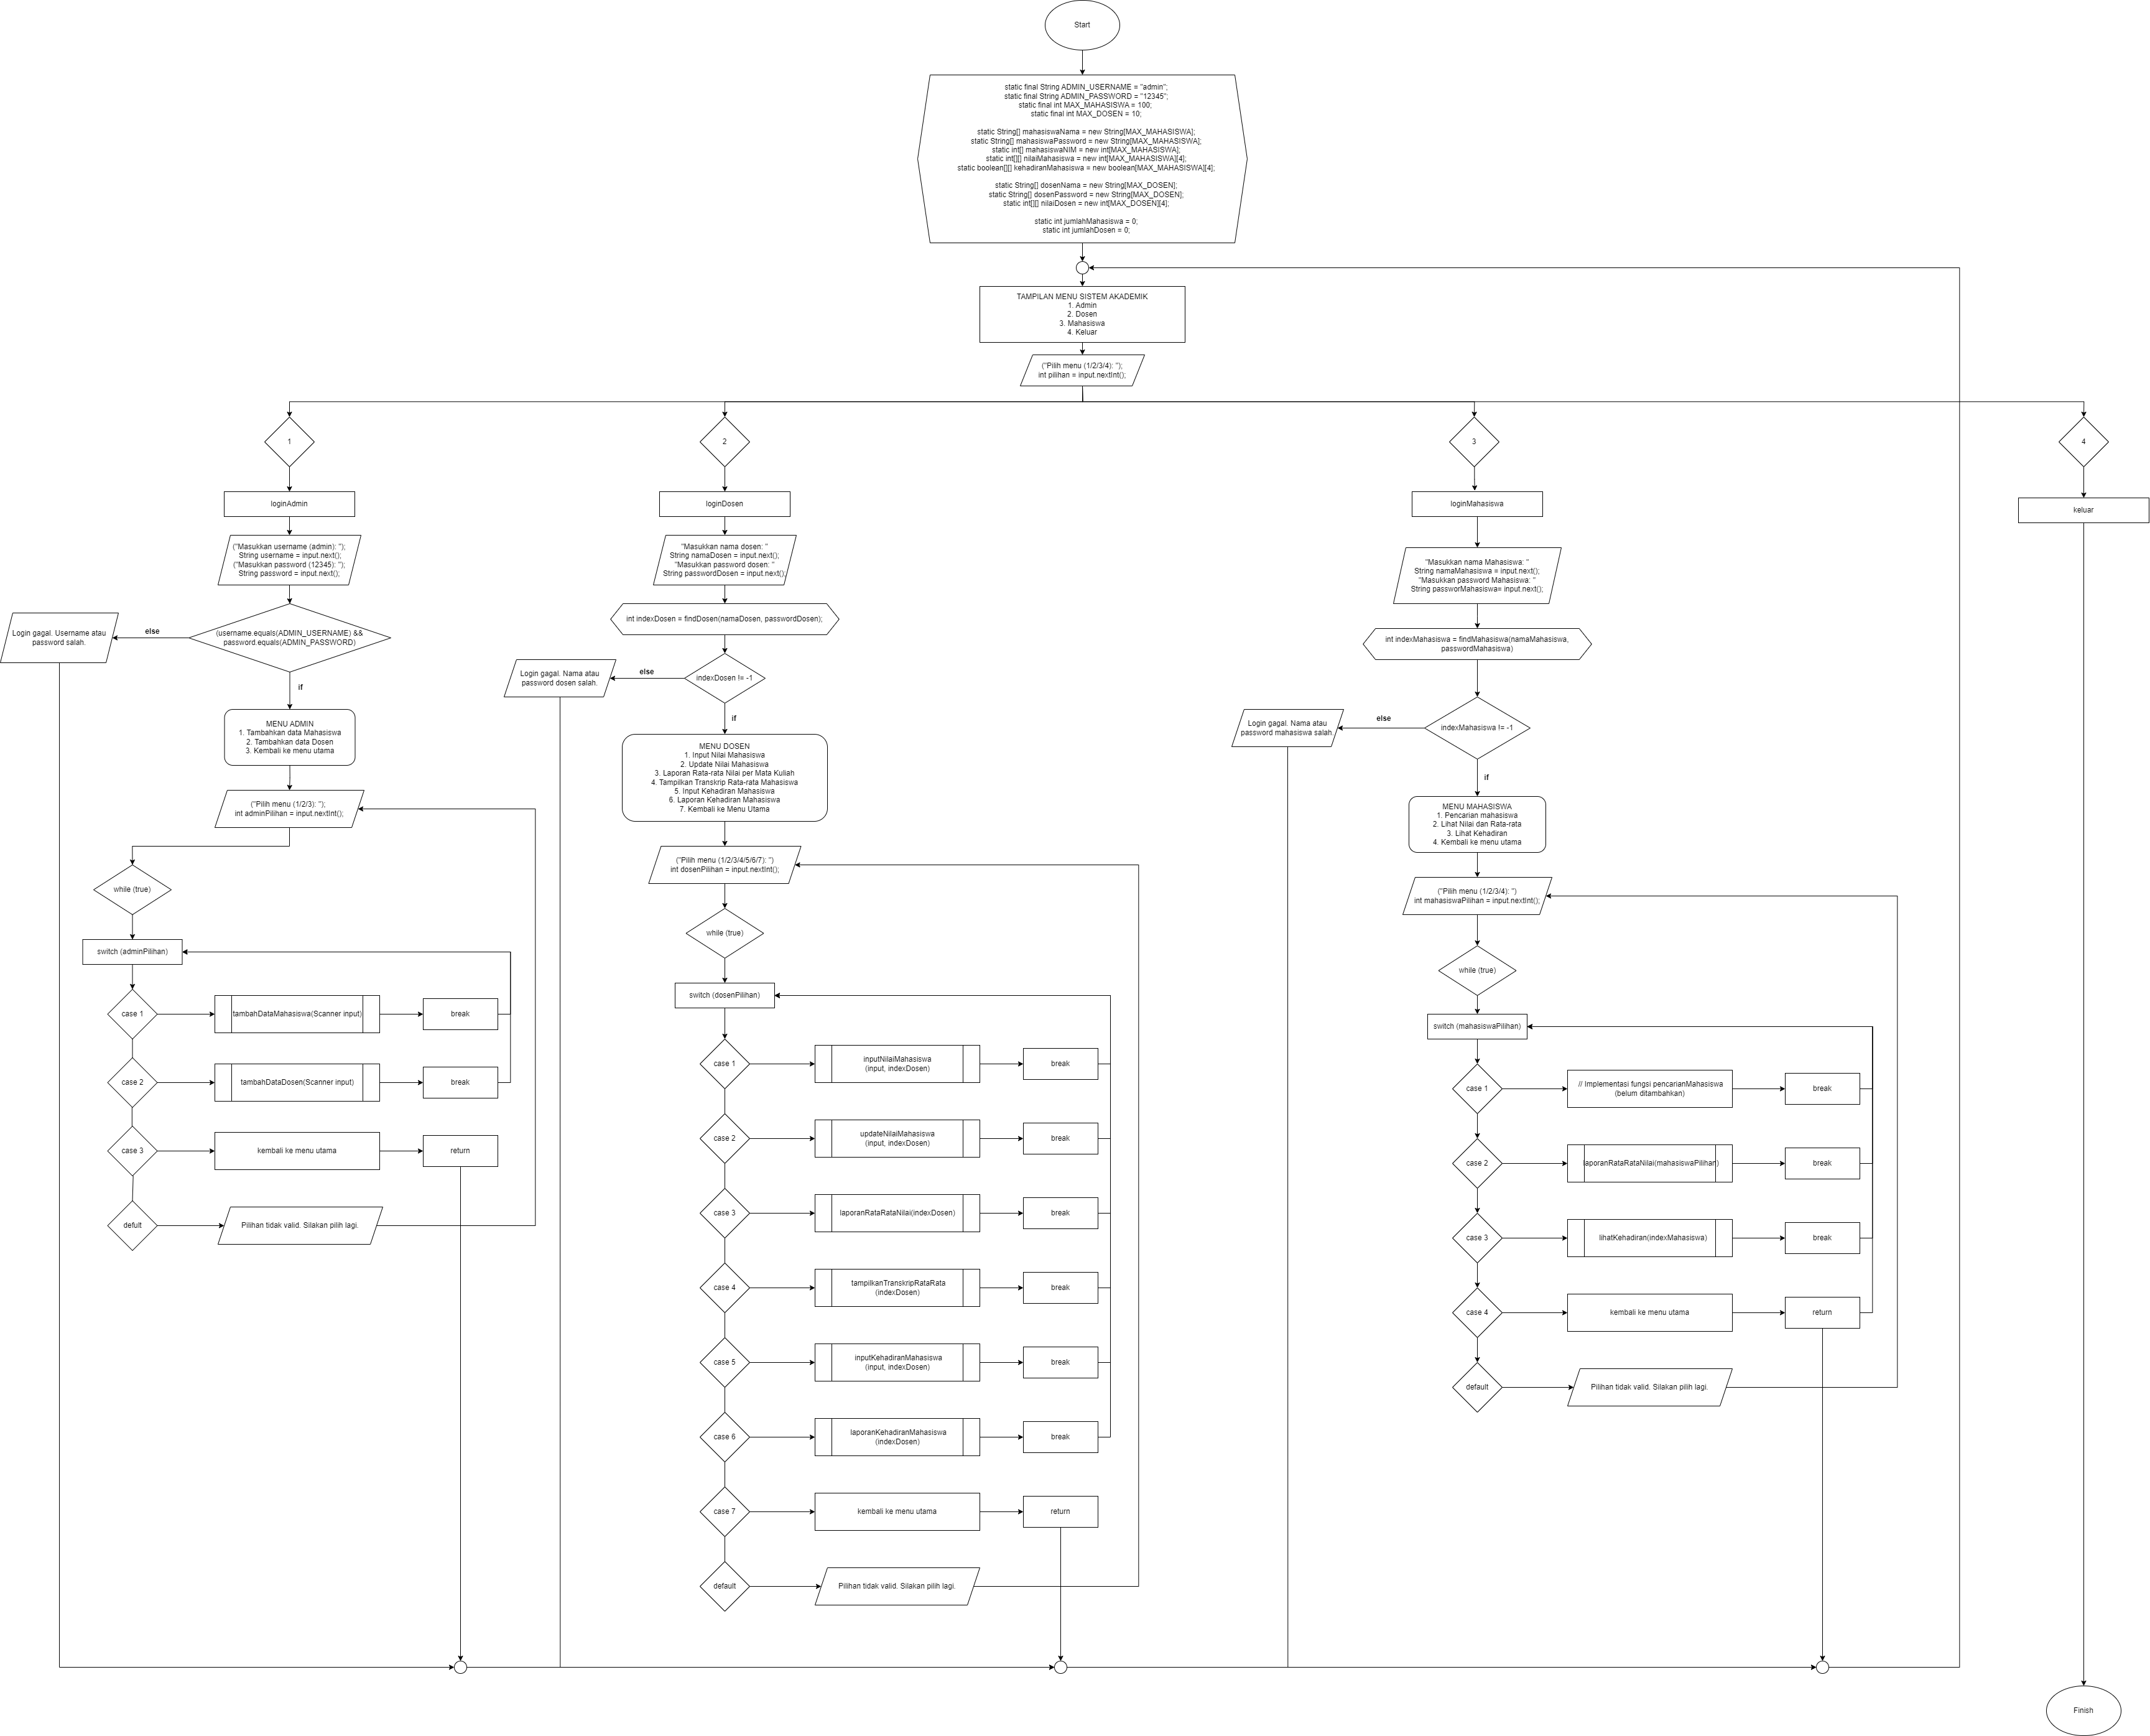 Start
static final String ADMIN_USERNAME = "admin";
static final String ADMIN_PASSWORD = "12345";
static final int MAX_MAHASISWA = 100;
static final int MAX_DOSEN = 10;
static String[] mahasiswaNama = new String[MAX_MAHASISWA];
static String[] mahasiswaPassword = new String[MAX_MAHASISWA];
static int[] mahasiswaNIM = new int[MAX_MAHASISWA];
static int[][] nilaiMahasiswa = new int[MAX_MAHASISWA][4];
static boolean[][] kehadiranMahasiswa = new boolean[MAX_MAHASISWA][4];
static String[] dosenNama = new String[MAX_DOSEN];
static String[] dosenPassword = new String[MAX_DOSEN];
static int[][] nilaiDosen = new int[MAX_DOSEN][4];
static int jumlahMahasiswa = 0;
static int jumlahDosen = 0;
TAMPILAN MENU SISTEM AKADEMIK
1. Admin
2. Dosen
3. Mahasiswa
4. Keluar
("Pilih menu (1/2/3/4): ");
int pilihan = input.nextInt();
1
loginAdmin
("Masukkan username (admin): ");
String username = input.next();
("Masukkan password (12345): ");
String password = input.next();
(username.equals(ADMIN_USERNAME) &&
password.equals(ADMIN_PASSWORD)
else
Login gagal. Username atau
password salah.
if
MENU ADMIN
1. Tambahkan data Mahasiswa
2. Tambahkan data Dosen
3. Kembali ke menu utama
("Pilih menu (1/2/3): ");
int adminPilihan = input.nextInt();
while (true)
switch (adminPilihan)
case 1
tambahDataMahasiswa(Scanner input)
break
case 2
tambahDataDosen(Scanner input)
break
case 3
kembali ke menu utama
return
defult
Pilihan tidak valid. Silakan pilih lagi.
2
loginDosen
"Masukkan nama dosen: "
String namaDosen = input.next();
"Masukkan password dosen: "
String passwordDosen = input.next();
int indexDosen = findDosen(namaDosen, passwordDosen);
indexDosen != -1
else
Login gagal. Nama atau
password dosen salah.
if
MENU DOSEN
1. Input Nilai Mahasiswa
2. Update Nilai Mahasiswa
3. Laporan Rata-rata Nilai per Mata Kuliah
4. Tampilkan Transkrip Rata-rata Mahasiswa
5. Input Kehadiran Mahasiswa
6. Laporan Kehadiran Mahasiswa
7. Kembali ke Menu Utama
("Pilih menu (1/2/3/4/5/6/7): ")
int dosenPilihan = input.nextInt();
while (true)
switch (dosenPilihan)
case 1
inputNilaiMahasiswa
(input, indexDosen)
break
case 2
updateNilaiMahasiswa
(input, indexDosen)
break
case 3
laporanRataRataNilai(indexDosen)
break
case 4
tampilkanTranskripRataRata
(indexDosen)
break
case 5
inputKehadiranMahasiswa
(input, indexDosen)
break
case 6
laporanKehadiranMahasiswa
(indexDosen)
break
case 7
kembali ke menu utama
return
default
Pilihan tidak valid. Silakan pilih lagi.
3
loginMahasiswa
"Masukkan nama Mahasiswa: "
String namaMahasiswa = input.next();
"Masukkan password Mahasiswa: "
String passworMahasiswa= input.next();
int indexMahasiswa = findMahasiswa(namaMahasiswa,
passwordMahasiswa)
indexMahasiswa != -1
else
Login gagal. Nama atau
password mahasiswa salah.
if
MENU MAHASISWA
1. Pencarian mahasiswa
2. Lihat Nilai dan Rata-rata
3. Lihat Kehadiran
4. Kembali ke menu utama
("Pilih menu (1/2/3/4): ")
int mahasiswaPilihan = input.nextInt();
while (true)
switch (mahasiswaPilihan)
case 1
// Implementasi fungsi pencarianMahasiswa
(belum ditambahkan)
break
case 2
laporanRataRataNilai(mahasiswaPilihan)
break
case 3
lihatKehadiran(indexMahasiswa)
break
case 4
kembali ke menu utama
return
default
Pilihan tidak valid. Silakan pilih lagi.
4
keluar
Finish